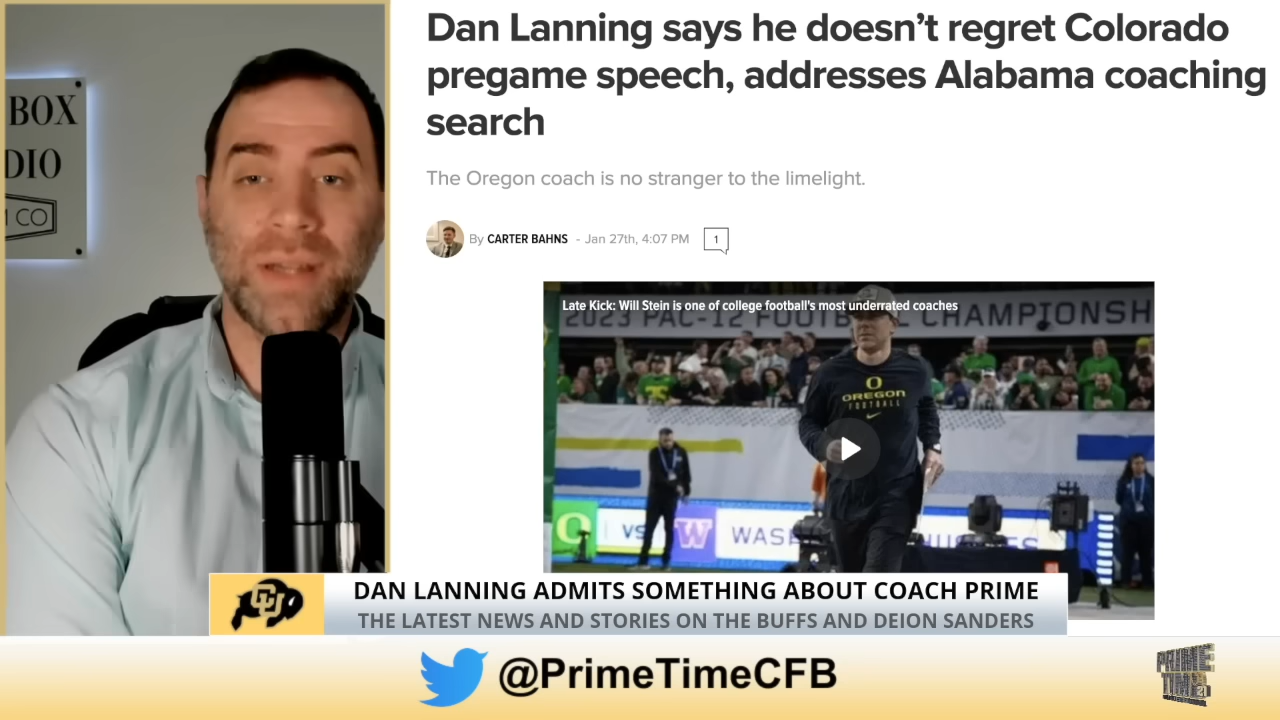 BOX
DIO
CO
Dan Lanning says he doesn't regret Colorado
pregame speech, addresses Alabama coaching
search
The Oregon coach is no stranger to the limelight.
By CARTER BAHNS - Jan 27th, 4:07 PM 1
Late Kick: Will Stein is one of college football's most underrated coaches
2023 PAC-12 FOOTBALL CHAMPIONSH
O
OREGON
FOOTBALL
O VS W WAS HUSKIES
CU
DAN LANNING ADMITS SOMETHING ABOUT COACH PRIME
THE LATEST NEWS AND STORIES ON THE BUFFS AND DEION SANDERS
@PrimeTimeCFB
PRIME
TIME